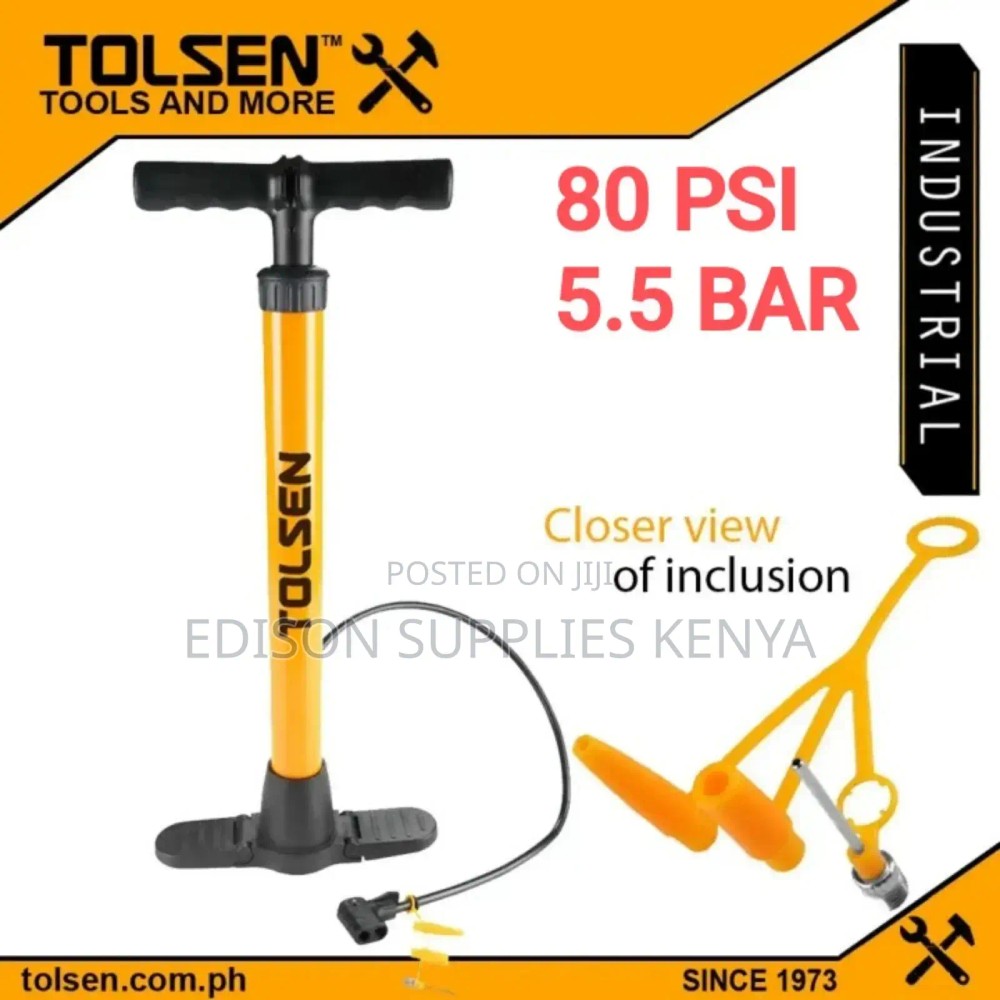 TOLSEN™
TOOLS AND MORE
80 PSI
5.5 BAR
INDUSTRIAL
TOLSEN
Closer view
of inclusion
POSTED ON JIJI
EDISON SUPPLIES KENYA
tolsen.com.ph
SINCE 1973